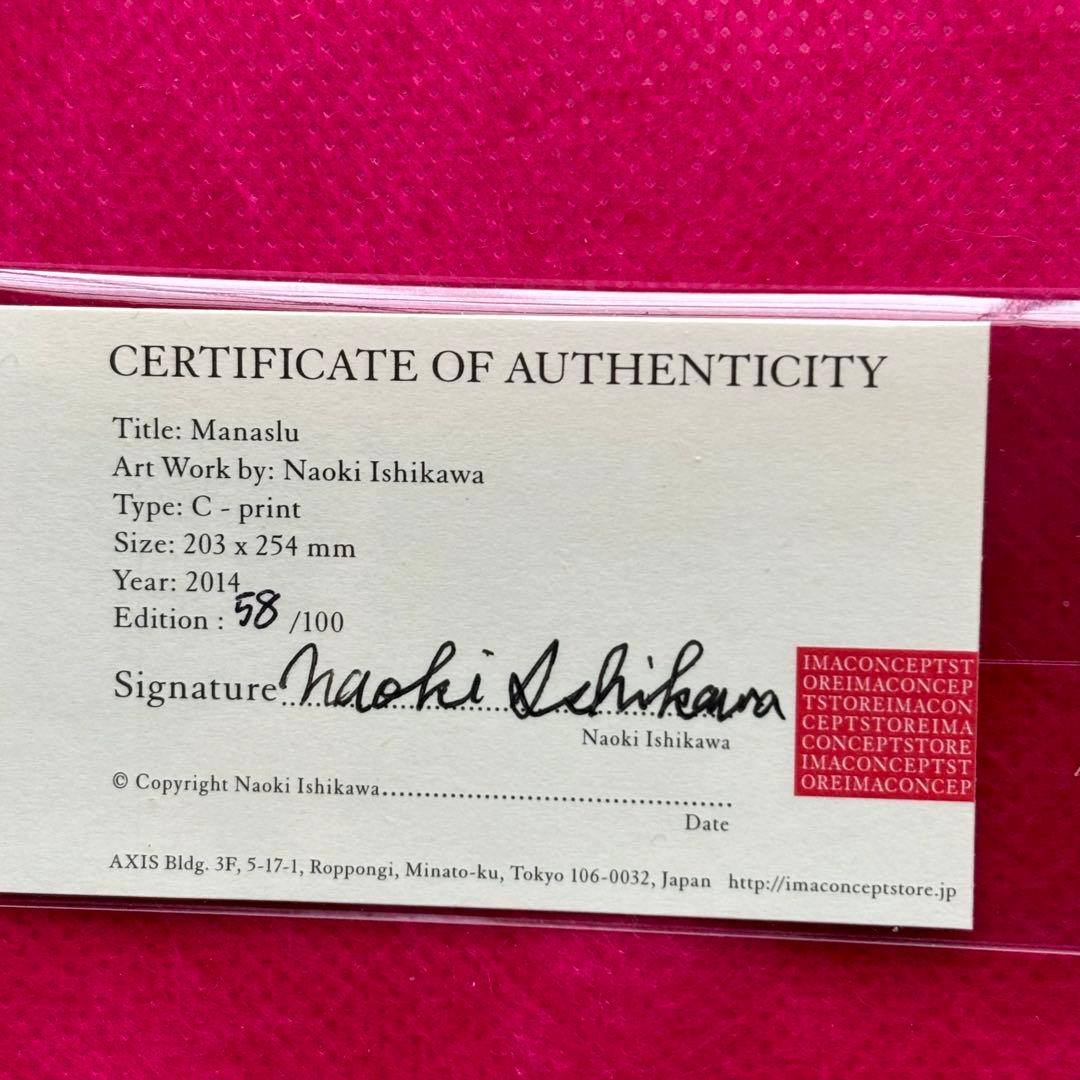 CERTIFICATE OF AUTHENTICITY
Title: Manaslu
Art Work by: Naoki Ishikawa
Type: C - print
Size: 203 x 254 mm
Year: 2014
Edition : 58 /100
Signature Naoki Ishikawa
Naoki Ishikawa
IMACONCEPTST
OREIMACONCEP
TSTOREIMACON
CEPTSTOREIMA
CONCEPTSTORE
IMACONCEPTST
OREIMACONCEP
© Copyright Naoki Ishikawa
Date
AXIS Bldg. 3F, 5-17-1, Roppongi, Minato-ku, Tokyo 106-0032, Japan http://imaconceptstore.jp